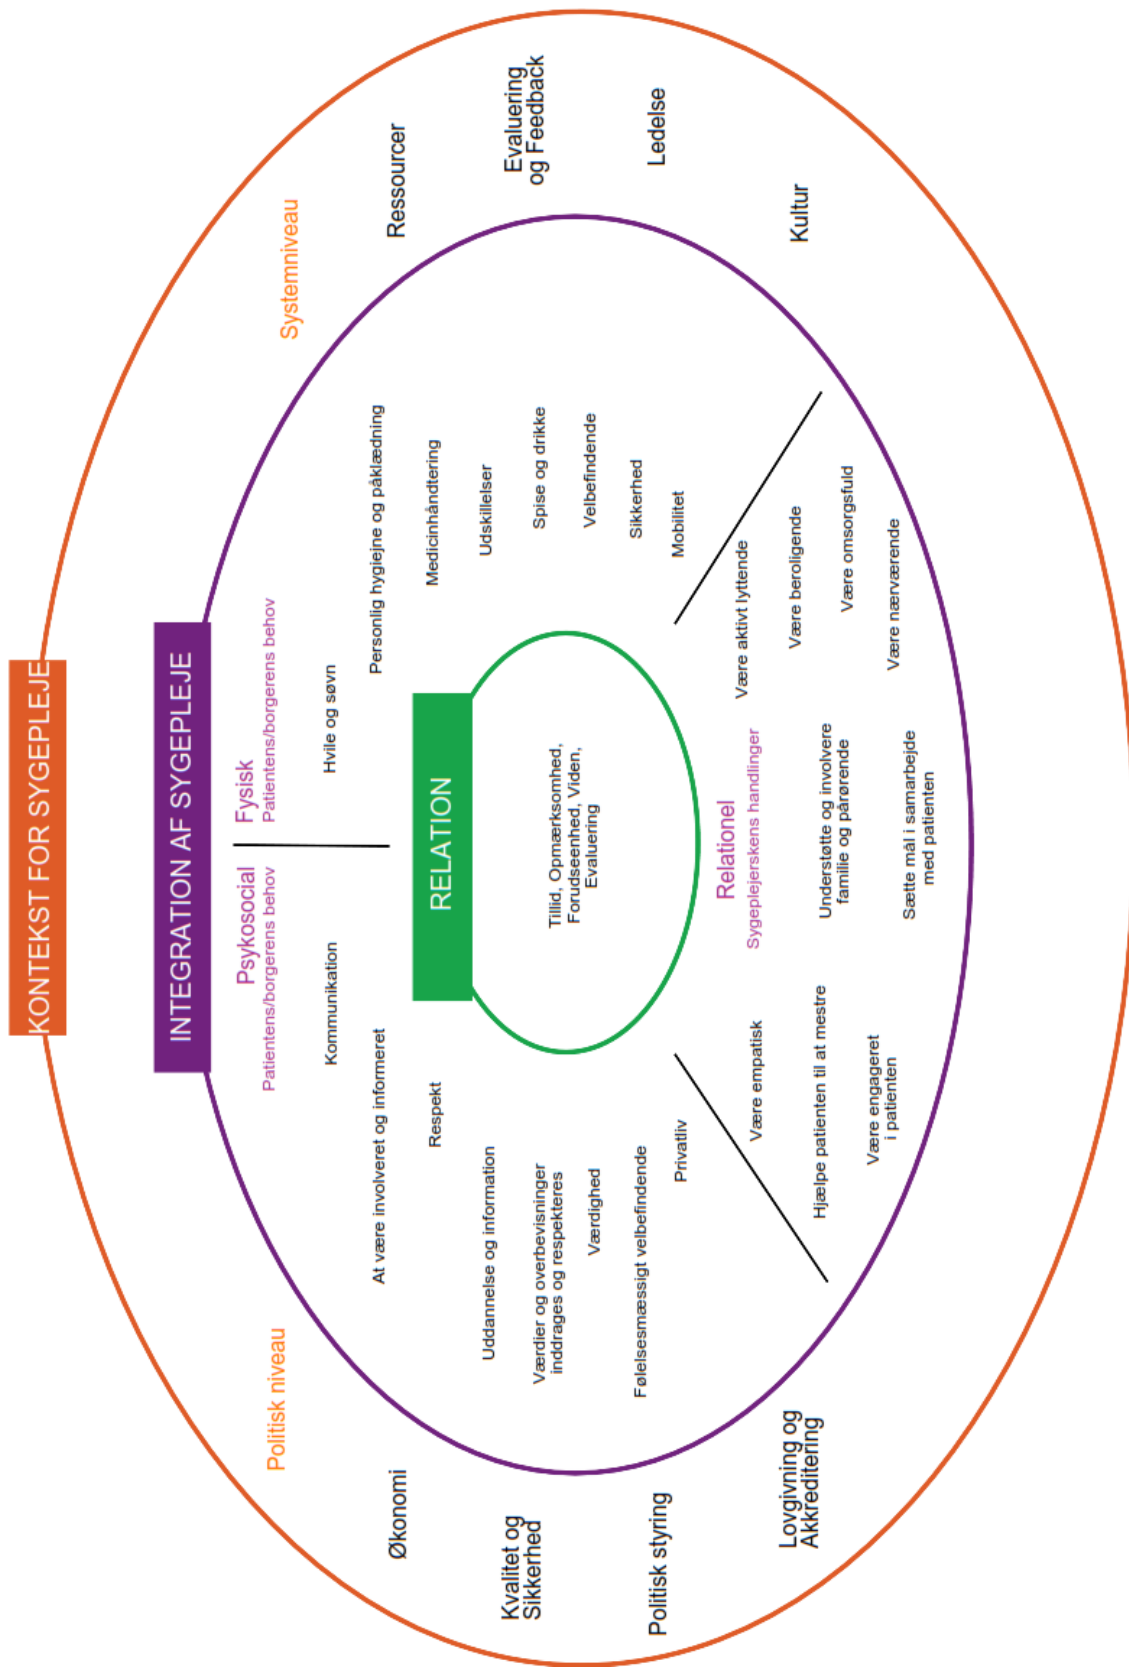 KONTEKST FOR SYGEPLEJE
INTEGRATION AF SYGEPLEJE
Politisk niveau
Systemniveau
Økonomi
Kvalitet og
Sikkerhed
Politisk styring
Lovgivning og
Akkreditering
Ressourcer
Evaluering
og Feedback
Ledelse
Kultur
Psykosocial
Patientens/borgerens behov
Kommunikation
At være involveret og informeret
Respekt
Uddannelse og information
Værdier og overbevisninger
inddrages og respekteres
Værdighed
Følelsesmæssigt velbefindende
Privatliv
Fysisk
Patientens/borgerens behov
Hvile og søvn
Personlig hygiejne og påklædning
Medicinhåndtering
Udskillelser
Spise og drikke
Velbefindende
Sikkerhed
Mobilitet
RELATION
Tillid, Opmærksomhed,
Forudseenhed, Viden,
Evaluering
Relationel
Sygeplejerskens handlinger
Være empatisk
Hjælpe patienten til at mestre
Være engageret
i patienten
Understøtte og involvere
familie og pårørende
Sætte mål i samarbejde
med patienten
Være aktivt lyttende
Være beroligende
Være omsorgsfuld
Være nærværende